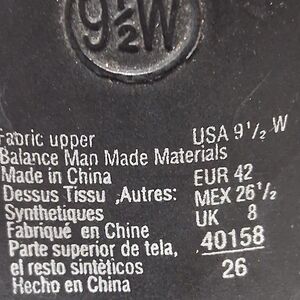 9½W
Fabric upper USA 9½ W
Balance Man Made Materials
Made in China EUR 42
Dessus Tissu ,Autres: MEX 26½
Synthetiques UK 8
Fabriqué en Chine 40158
Parte superior de tela, 26
el resto sintèticos
Hecho en China